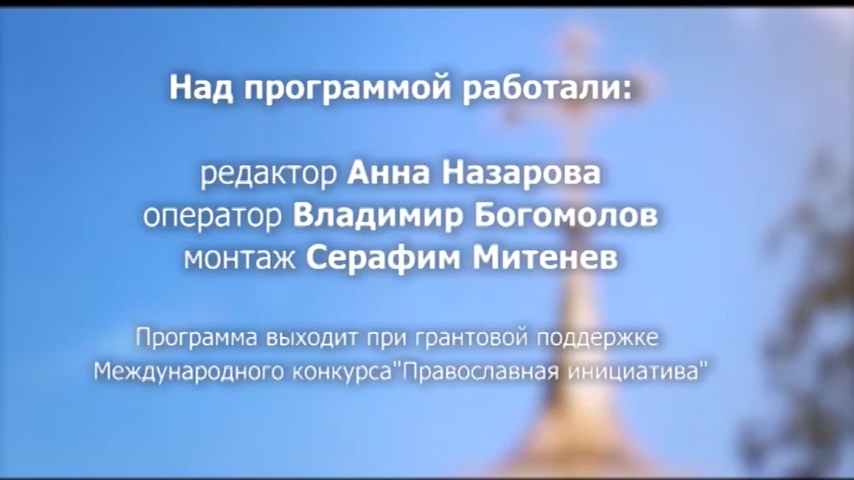 Над программой работали:
редактор Анна Назарова
оператор Владимир Богомолов
монтаж Серафим Митенев
Программа выходит при грантовой поддержке
Международного конкурса"Православная инициатива"